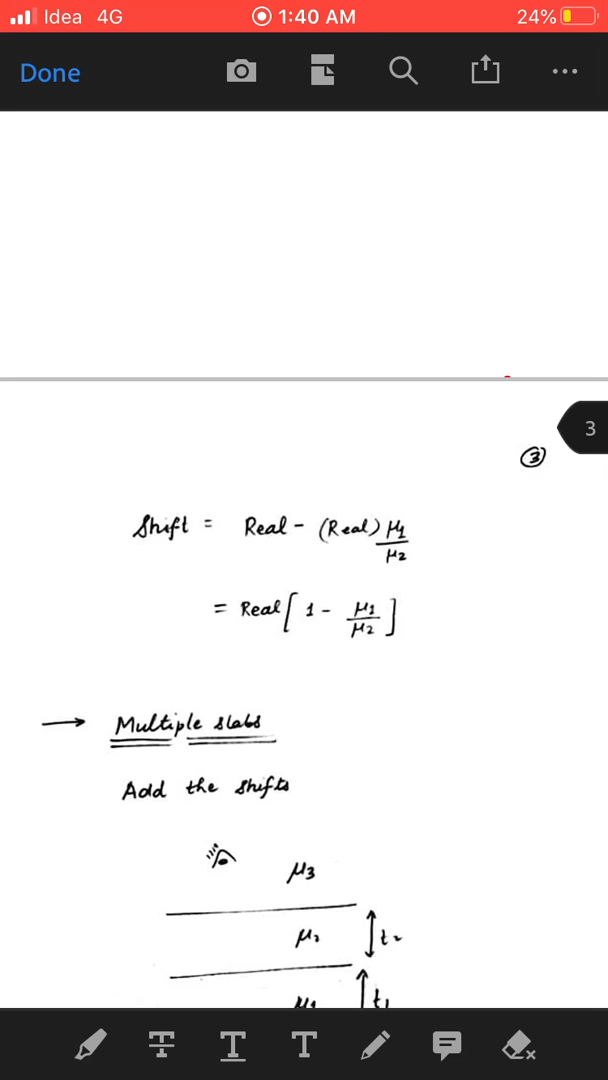 Idea 4G 1:40 AM 24%
Done
3
③
Shift = Real - (Real) μ1/μ2
= Real [ 1 - μ1/μ2 ]
→ Multiple slabs
Add the shifts
μ3
μ2 t2
μ1 t1
T T T